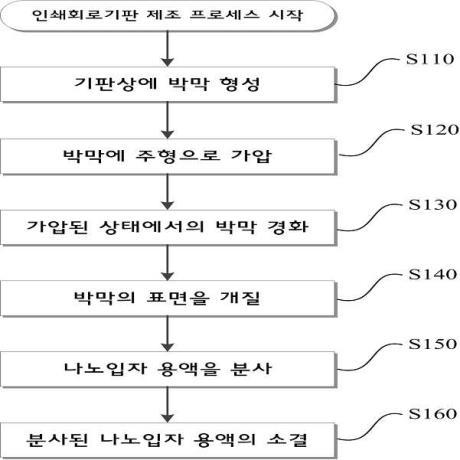 인쇄회로기판 제조 프로세스 시작
기판상에 박막 형성
S110
박막에 주형으로 가압
S120
가압된 상태에서의 박막 경화
S130
박막의 표면을 개질
S140
나노입자 용액을 분사
S150
분사된 나노입자 용액의 소결
S160